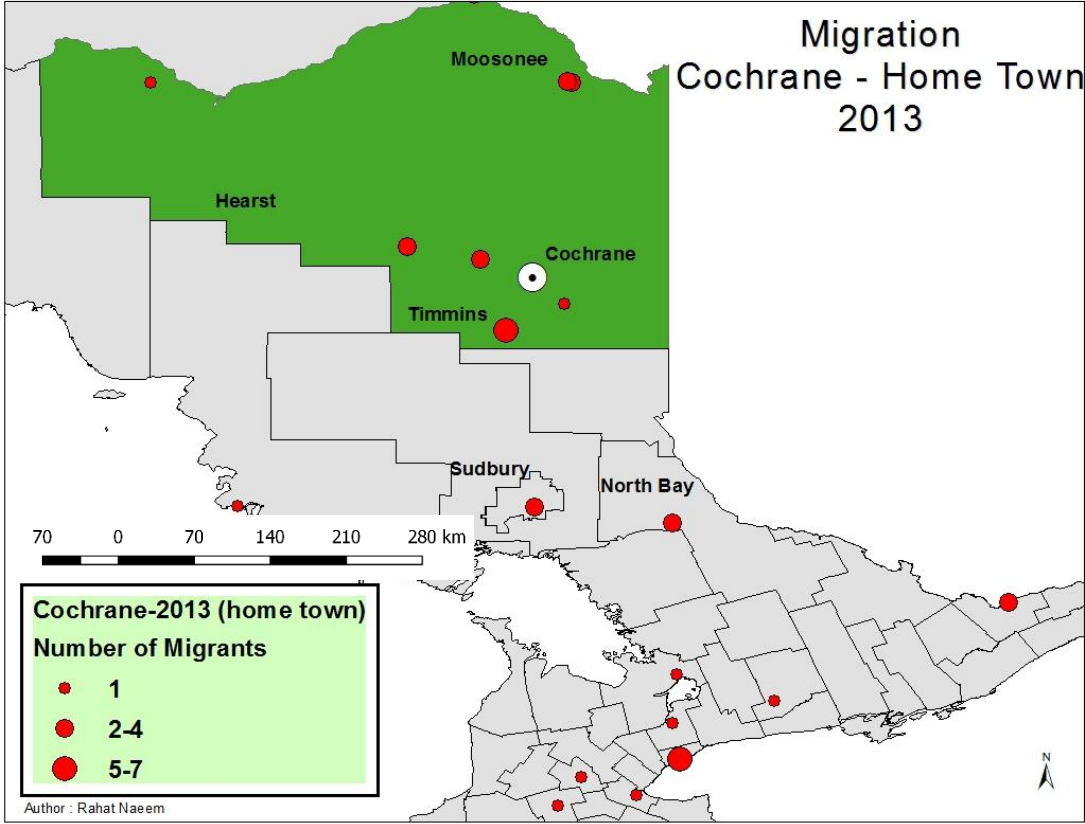 Migration
Cochrane - Home Town
2013
Moosonee
Hearst
Cochrane
Timmins
Sudbury
North Bay
70 0 70 140 210 280 km
Cochrane-2013 (home town)
Number of Migrants
1
2-4
5-7
N
Author : Rahat Naeem